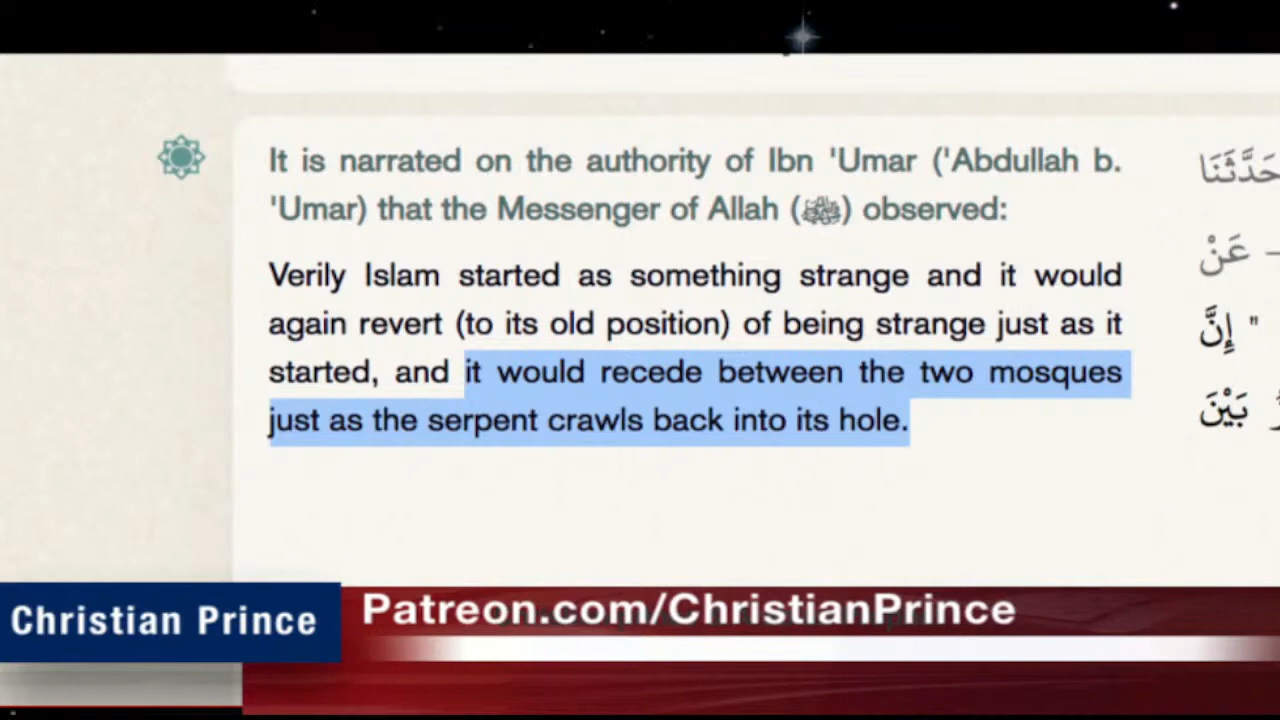 It is narrated on the authority of Ibn 'Umar ('Abdullah b.
'Umar) that the Messenger of Allah (ﷺ) observed:
Verily Islam started as something strange and it would
again revert (to its old position) of being strange just as it
started, and it would recede between the two mosques
just as the serpent crawls back into its hole.
حَدَّثَنَا
عَنْ -
" إِنَّ
بَيْنَ
Christian Prince
Patreon.com/ChristianPrince